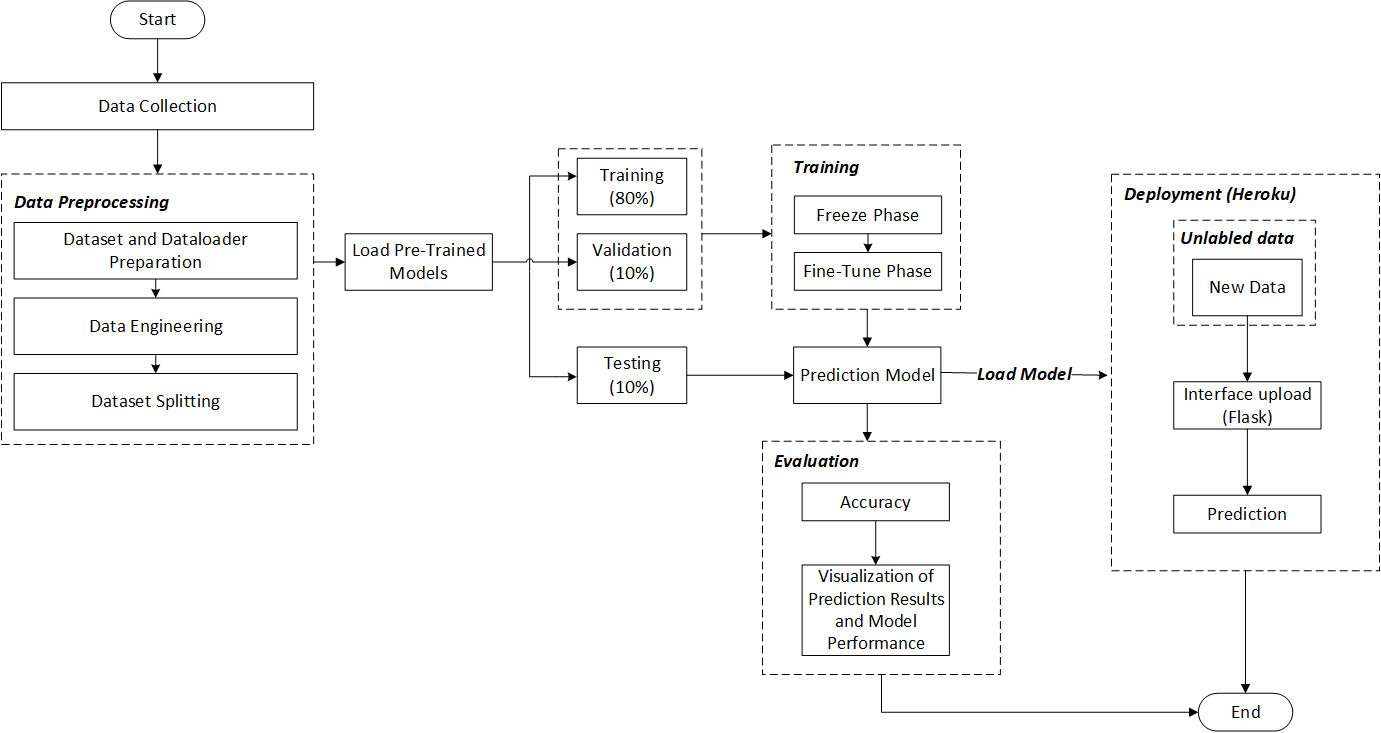 Start
Data Collection
Data Preprocessing
Dataset and Dataloader
Preparation
Data Engineering
Dataset Splitting
Load Pre-Trained
Models
Training
(80%)
Validation
(10%)
Testing
(10%)
Training
Freeze Phase
Fine-Tune Phase
Prediction Model
Load Model
Evaluation
Accuracy
Visualization of
Prediction Results
and Model
Performance
Deployment (Heroku)
Unlabled data
New Data
Interface upload
(Flask)
Prediction
End